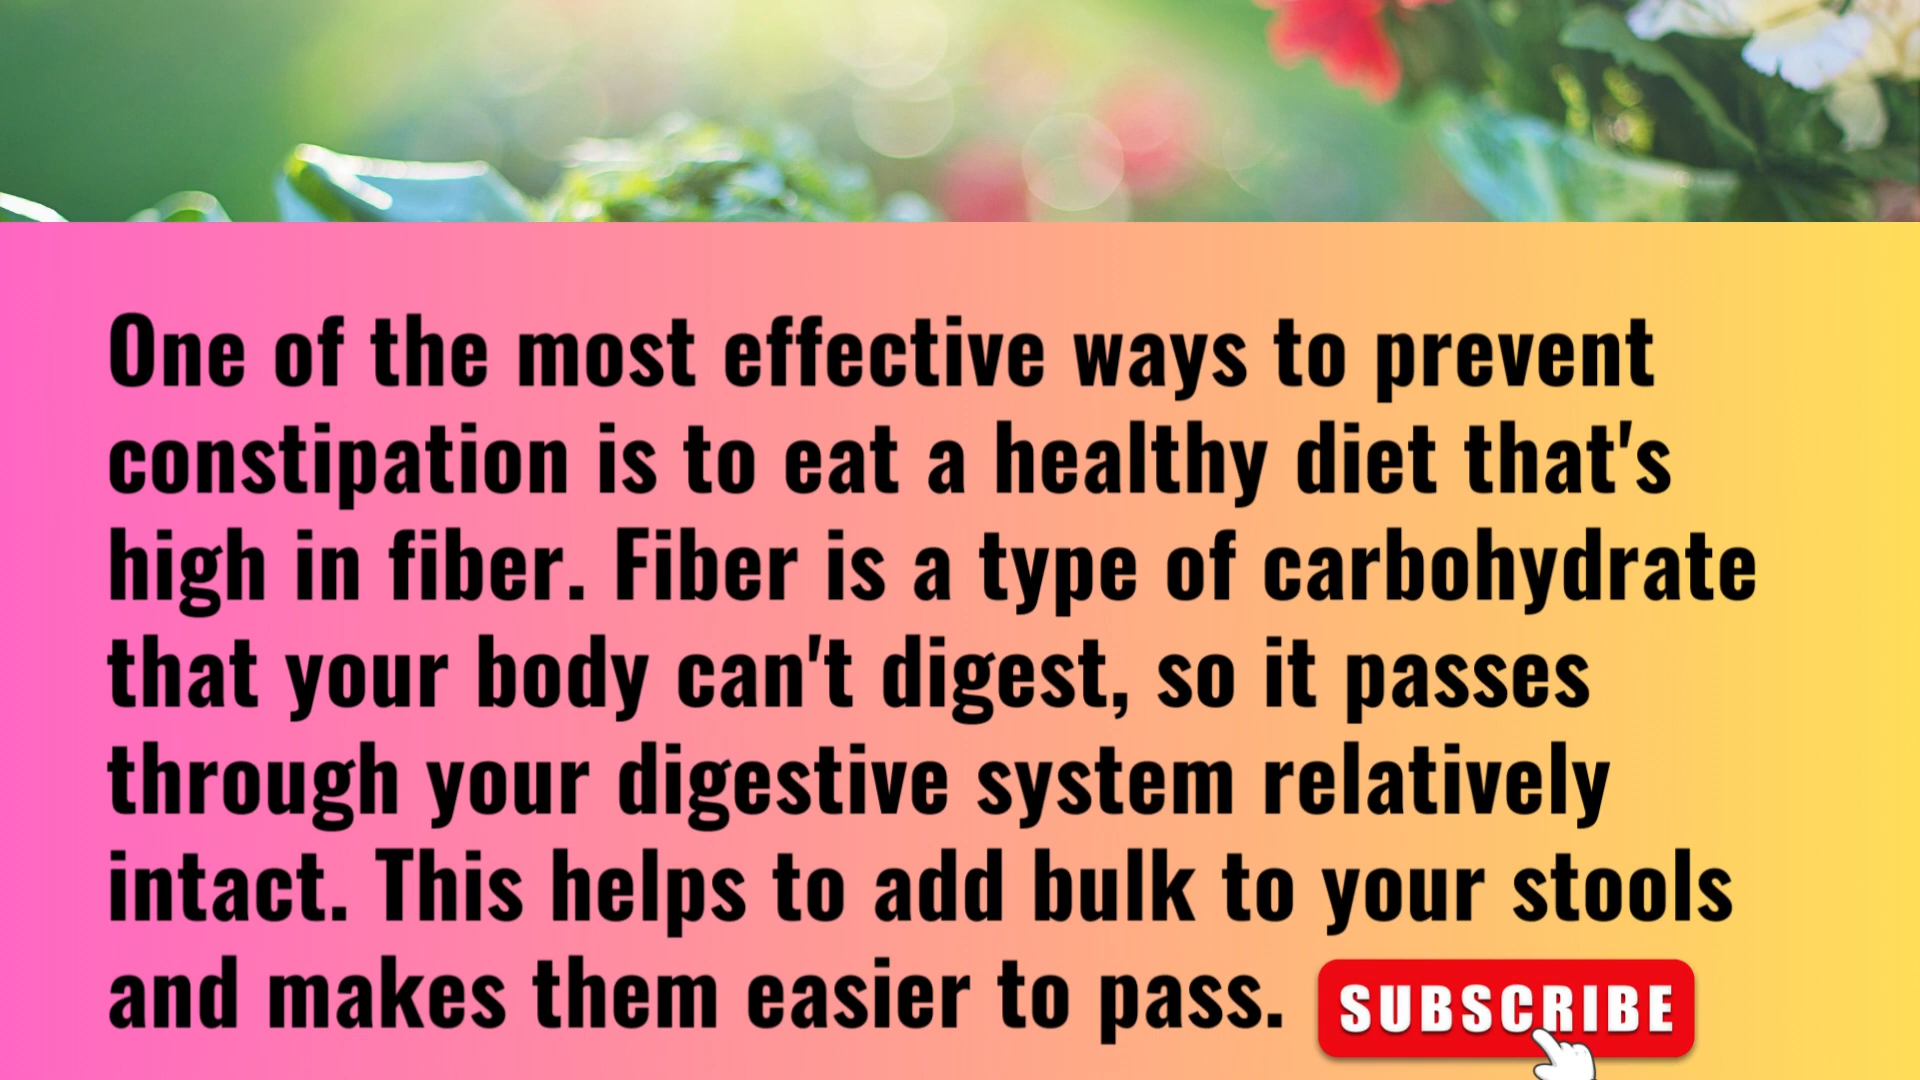 One of the most effective ways to prevent
constipation is to eat a healthy diet that's
high in fiber. Fiber is a type of carbohydrate
that your body can't digest, so it passes
through your digestive system relatively
intact. This helps to add bulk to your stools
and makes them easier to pass.
SUBSCRIBE